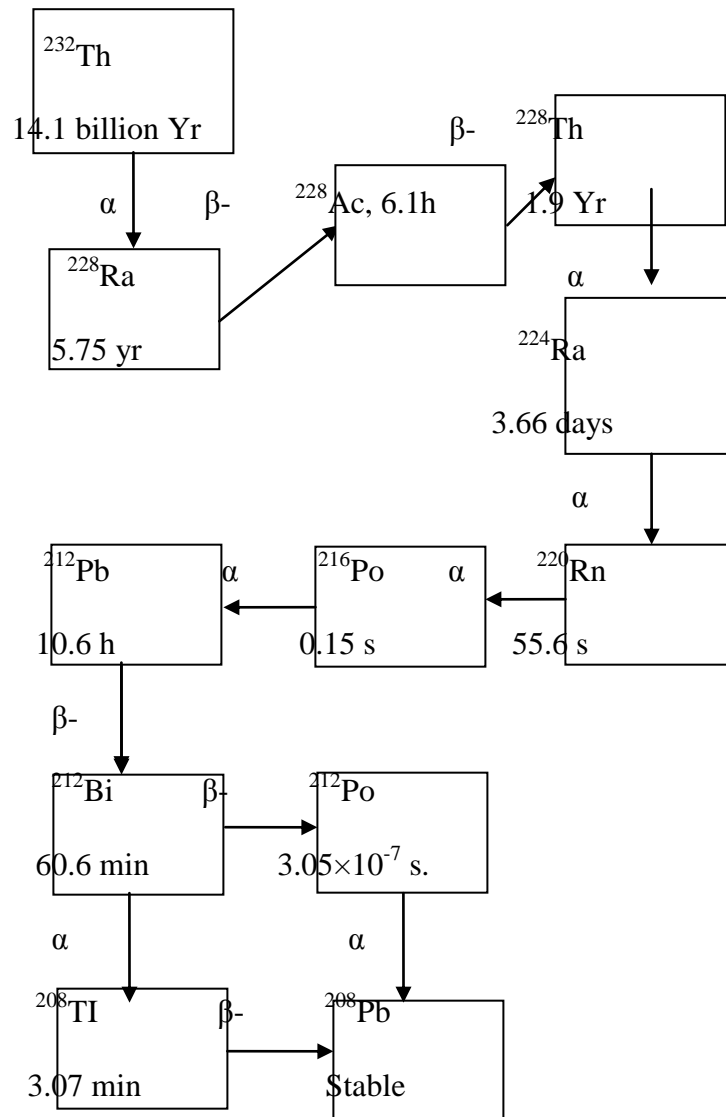 ²³²Th
14.1 billion Yr
α
β-
²²⁸Ra
5.75 yr
²²⁸Ac, 6.1h
β-
²²⁸Th
1.9 Yr
α
²²⁴Ra
3.66 days
α
²²⁰Rn
55.6 s
α
²¹⁶Po
0.15 s
α
²¹²Pb
10.6 h
β-
²¹²Bi
60.6 min
β-
²¹²Po
3.05×10⁻⁷ s.
α
α
²⁰⁸TI
3.07 min
β-
²⁰⁸Pb
Stable